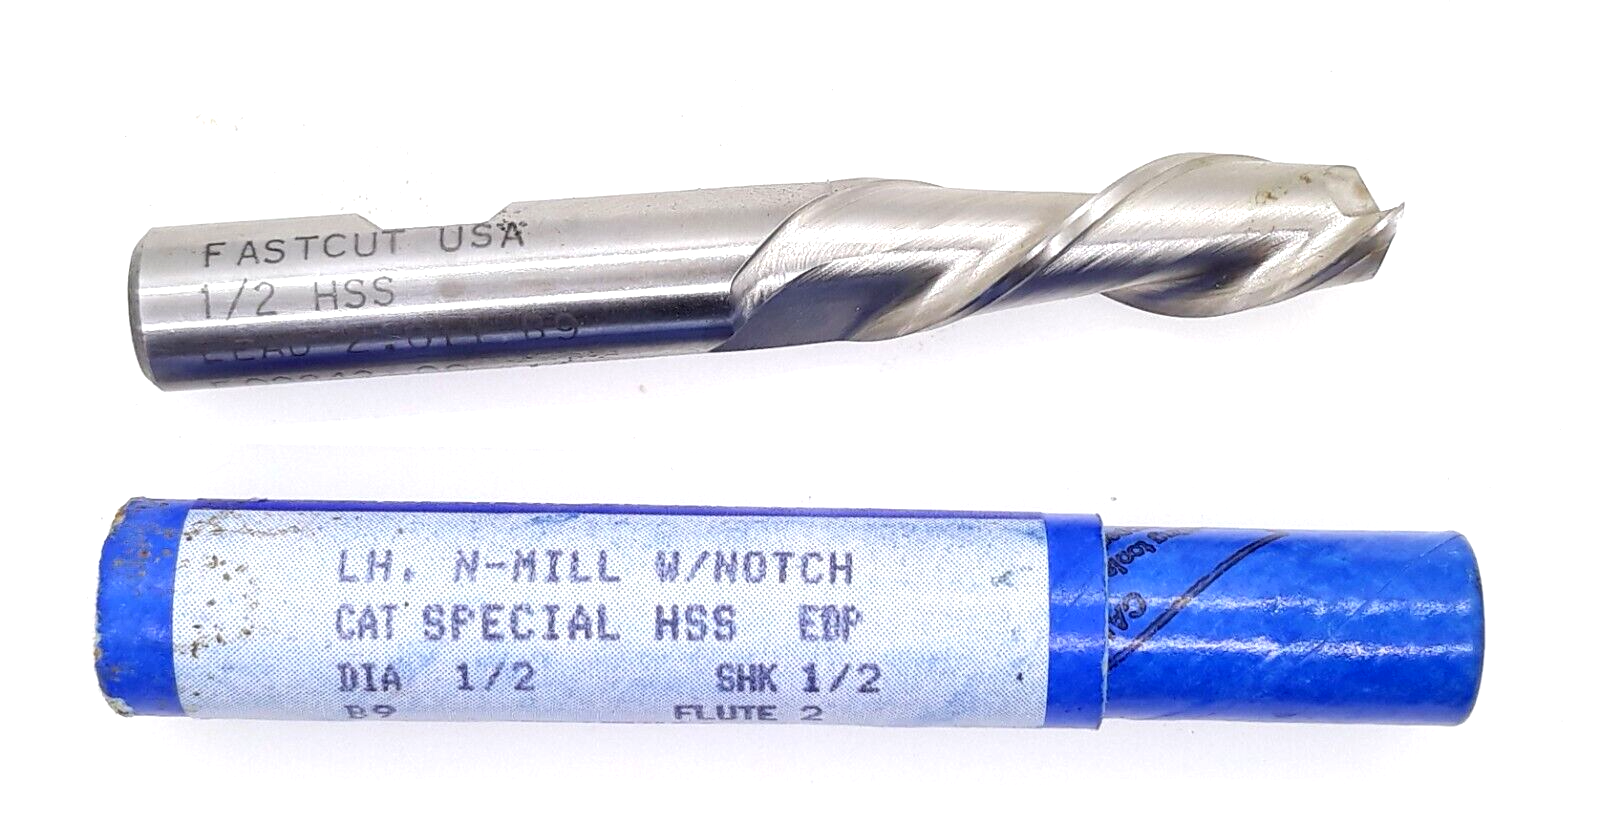 FASTCUT USA
1/2 HSS
LEAD
LH. N-MILL W/NOTCH
CAT SPECIAL HSS EDP
DIA 1/2 SHK 1/2
B9 FLUTE 2